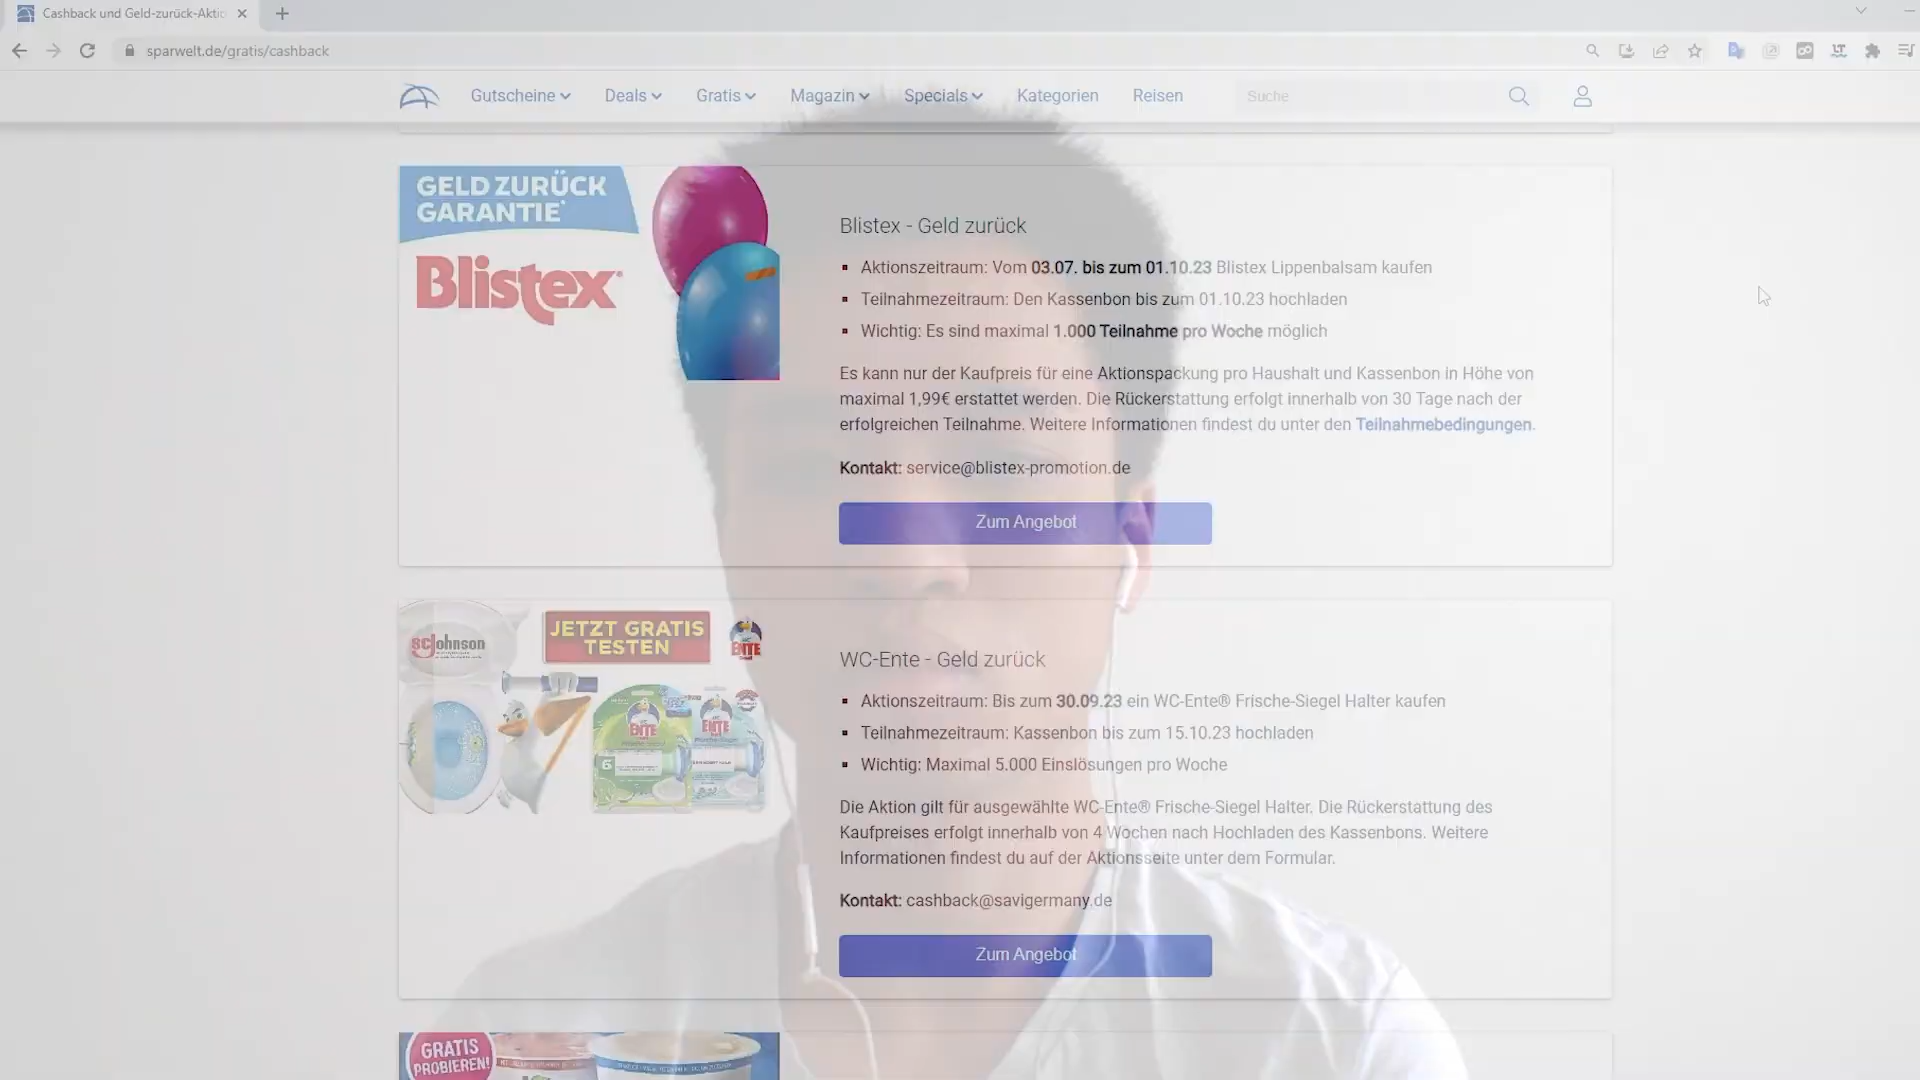 Cashback und Geld-zurück-Aktio
sparwelt.de/gratis/cashback
Gutscheine Deals Gratis Magazin Specials Kategorien Reisen Suche
GELD ZURÜCK
GARANTIE*
Blistex
Blistex - Geld zurück
Aktionszeitraum: Vom 03.07. bis zum 01.10.23 Blistex Lippenbalsam kaufen
Teilnahmezeitraum: Den Kassenbon bis zum 01.10.23 hochladen
Wichtig: Es sind maximal 1.000 Teilnahme pro Woche möglich
Es kann nur der Kaufpreis für eine Aktionspackung pro Haushalt und Kassenbon in Höhe von
maximal 1,99€ erstattet werden. Die Rückerstattung erfolgt innerhalb von 30 Tage nach der
erfolgreichen Teilnahme. Weitere Informationen findest du unter den Teilnahmebedingungen.
Kontakt: service@blistex-promotion.de
Zum Angebot
SCJohnson
JETZT GRATIS
TESTEN
ENTE
ENTE
ENTE
6
WC-Ente - Geld zurück
Aktionszeitraum: Bis zum 30.09.23 ein WC-Ente® Frische-Siegel Halter kaufen
Teilnahmezeitraum: Kassenbon bis zum 15.10.23 hochladen
Wichtig: Maximal 5.000 Einslösungen pro Woche
Die Aktion gilt für ausgewählte WC-Ente® Frische-Siegel Halter. Die Rückerstattung des
Kaufpreises erfolgt innerhalb von 4 Wochen nach Hochladen des Kassenbons. Weitere
Informationen findest du auf der Aktionsseite unter dem Formular.
Kontakt: cashback@savigermany.de
Zum Angebot
GRATIS
PROBIEREN!